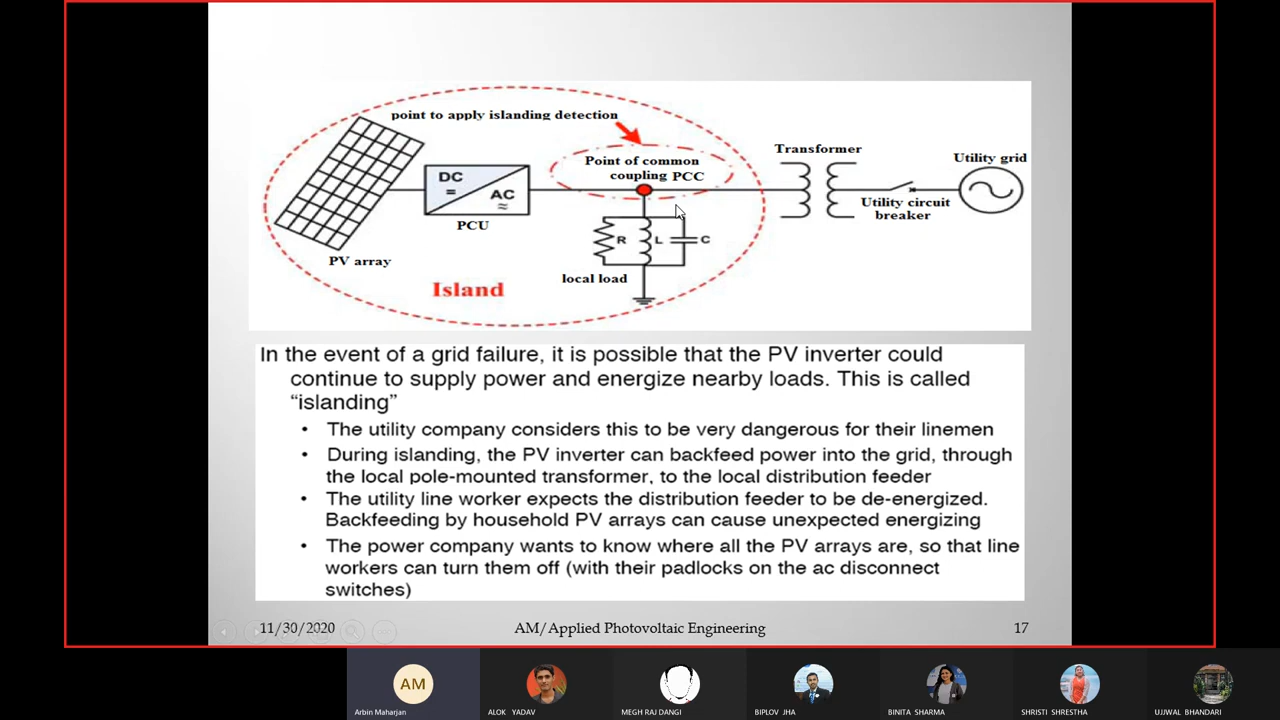 point to apply islanding detection
Point of common
coupling PCC
Transformer
Utility grid
DC
=
AC
≈
PCU
Utility circuit
breaker
R
L
C
PV array
local load
Island
In the event of a grid failure, it is possible that the PV inverter could
continue to supply power and energize nearby loads. This is called
“islanding”
• The utility company considers this to be very dangerous for their linemen
• During islanding, the PV inverter can backfeed power into the grid, through
the local pole-mounted transformer, to the local distribution feeder
• The utility line worker expects the distribution feeder to be de-energized.
Backfeeding by household PV arrays can cause unexpected energizing
• The power company wants to know where all the PV arrays are, so that line
workers can turn them off (with their padlocks on the ac disconnect
switches)
11/30/2020
AM/Applied Photovoltaic Engineering
17
AM
Arbin Maharjan
ALOK YADAV
MEGH RAJ DANGI
BIPLOV JHA
BINITA SHARMA
SHRISTI SHRESTHA
UJJWAL BHANDARI